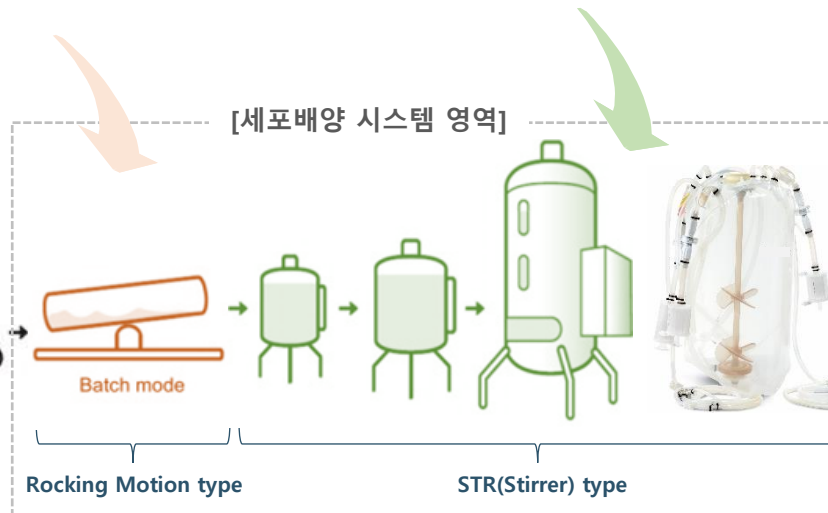 [세포배양 시스템 영역]
Batch mode
Rocking Motion type
STR(Stirrer) type